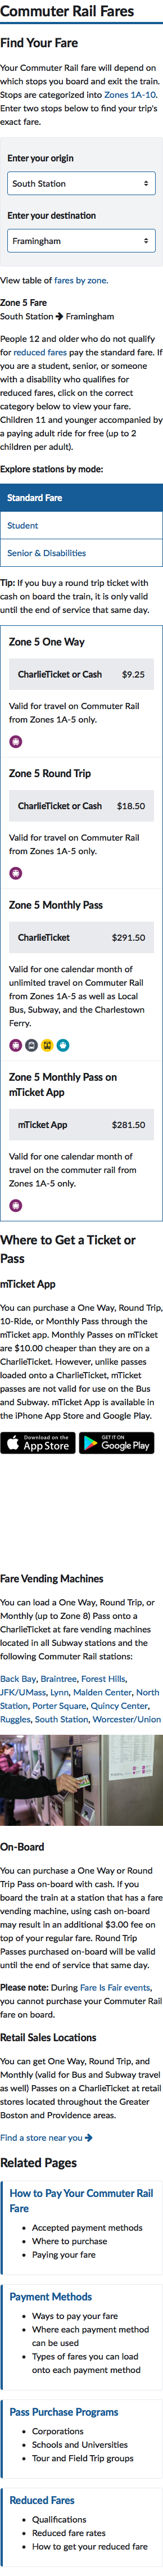 Commuter Rail Fares
Find Your Fare
Your Commuter Rail fare will depend on
which stops you board and exit the train.
Stops are categorized into Zones 1A-10.
Enter two stops below to find your trip's
exact fare.
Enter your origin
South Station
Enter your destination
Framingham
View table of fares by zone.
Zone 5 Fare
South Station → Framingham
People 12 and older who do not qualify
for reduced fares pay the standard fare. If
you are a student, senior, or someone
with a disability who qualifies for
reduced fares, click on the correct
category below to view your fare.
Children 11 and younger accompanied by
a paying adult ride for free (up to 2
children per adult).
Explore stations by mode:
Standard Fare
Student
Senior & Disabilities
Tip: If you buy a round trip ticket with
cash on board the train, it is only valid
until the end of service that same day.
Zone 5 One Way
CharlieTicket or Cash $9.25
Valid for travel on Commuter Rail
from Zones 1A-5 only.
Zone 5 Round Trip
CharlieTicket or Cash $18.50
Valid for travel on Commuter Rail
from Zones 1A-5 only.
Zone 5 Monthly Pass
CharlieTicket $291.50
Valid for one calendar month of
unlimited travel on Commuter Rail
from Zones 1A-5 as well as Local
Bus, Subway, and the Charlestown
Ferry.
Zone 5 Monthly Pass on
mTicket App
mTicket App $281.50
Valid for one calendar month of
travel on the commuter rail from
Zones 1A-5 only.
Where to Get a Ticket or
Pass
mTicket App
You can purchase a One Way, Round Trip,
10-Ride, or Monthly Pass through the
mTicket app. Monthly Passes on mTicket
are $10.00 cheaper than they are on a
CharlieTicket. However, unlike passes
loaded onto a CharlieTicket, mTicket
passes are not valid for use on the Bus
and Subway. mTicket App is available in
the iPhone App Store and Google Play.
Download on the
App Store
GET IT ON
Google Play
Fare Vending Machines
You can load a One Way, Round Trip, or
Monthly (up to Zone 8) Pass onto a
CharlieTicket at fare vending machines
located in all Subway stations and the
following Commuter Rail stations:
Back Bay, Braintree, Forest Hills,
JFK/UMass, Lynn, Malden Center, North
Station, Porter Square, Quincy Center,
Ruggles, South Station, Worcester/Union
On-Board
You can purchase a One Way or Round
Trip Pass on-board with cash. If you
board the train at a station that has a fare
vending machine, using cash on-board
may result in an additional $3.00 fee on
top of your regular fare. Round Trip
Passes purchased on-board will be valid
until the end of service that same day.
Please note: During Fare Is Fair events,
you cannot purchase your Commuter Rail
fare on board.
Retail Sales Locations
You can get One Way, Round Trip, and
Monthly (valid for Bus and Subway travel
as well) Passes on a CharlieTicket at retail
stores located throughout the Greater
Boston and Providence areas.
Find a store near you →
Related Pages
How to Pay Your Commuter Rail
Fare
• Accepted payment methods
• Where to purchase
• Paying your fare
Payment Methods
• Ways to pay your fare
• Where each payment method
can be used
• Types of fares you can load
onto each payment method
Pass Purchase Programs
• Corporations
• Schools and Universities
• Tour and Field Trip groups
Reduced Fares
• Qualifications
• Reduced fare rates
• How to get your reduced fare